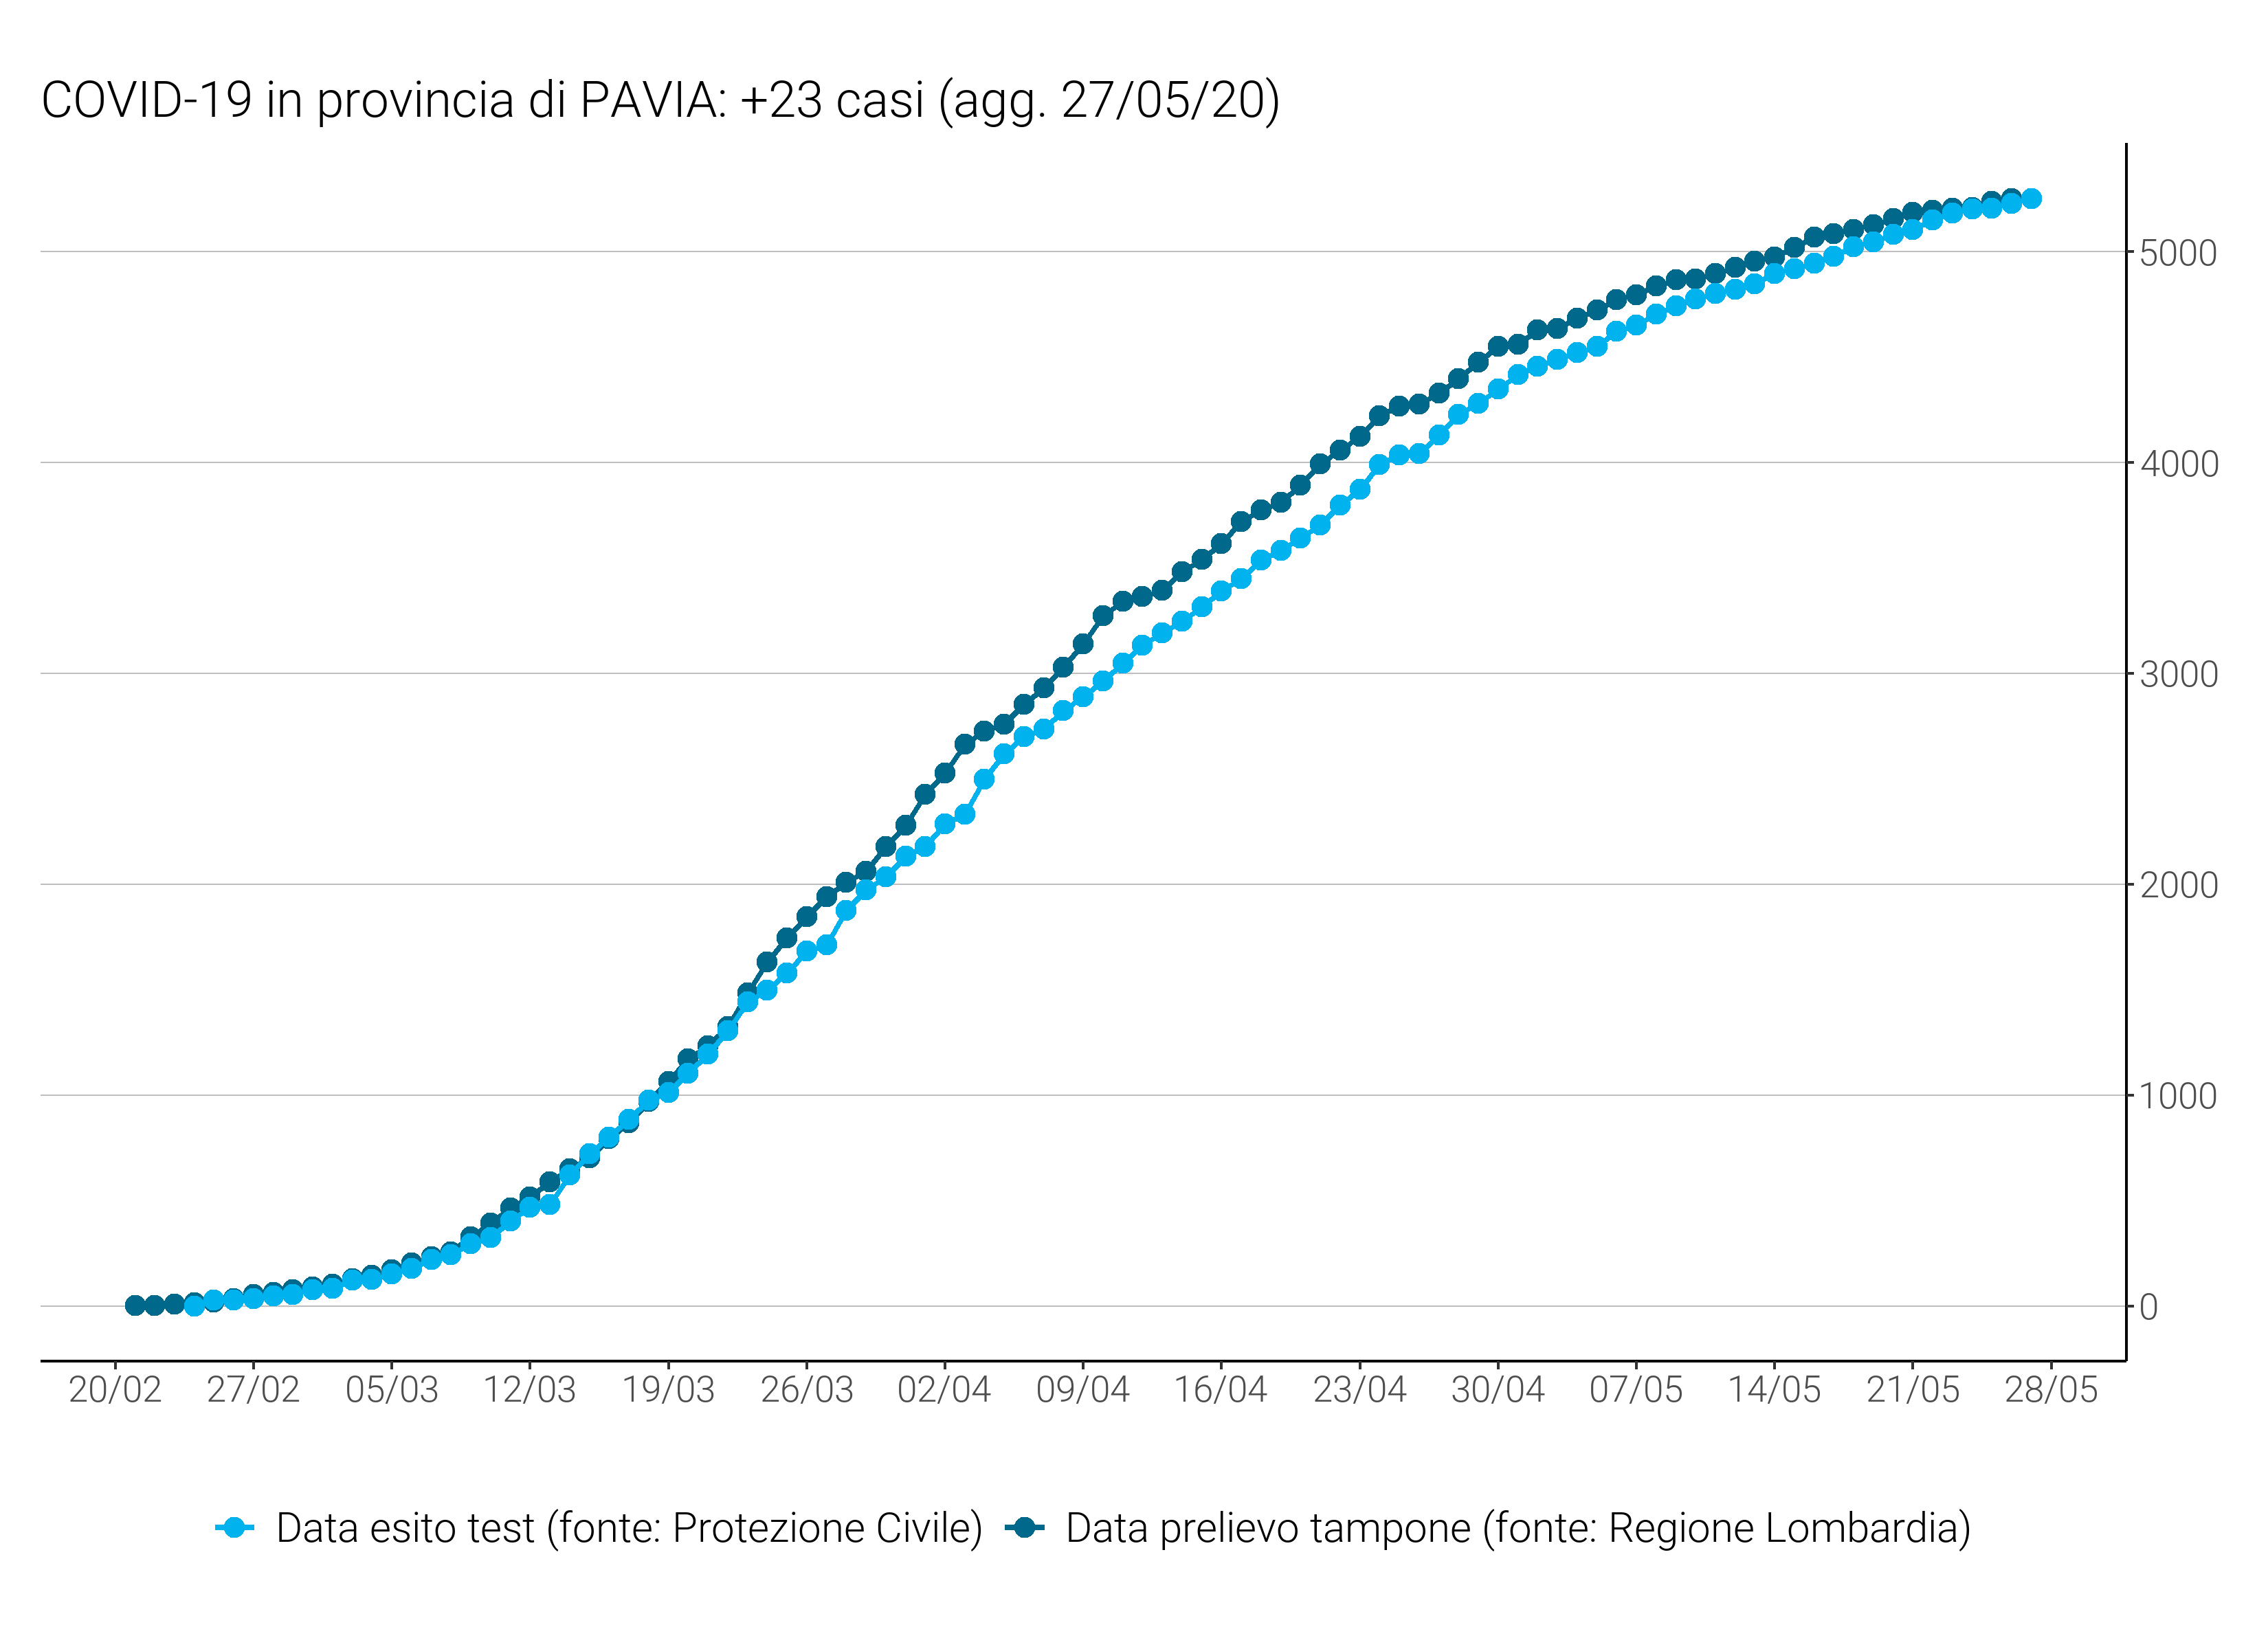 COVID-19 in provincia di PAVIA: +23 casi (agg. 27/05/20)
5000
4000
3000
2000
1000
0
20/02 27/02 05/03 12/03 19/03 26/03 02/04 09/04 16/04 23/04 30/04 07/05 14/05 21/05 28/05
Data esito test (fonte: Protezione Civile) Data prelievo tampone (fonte: Regione Lombardia)